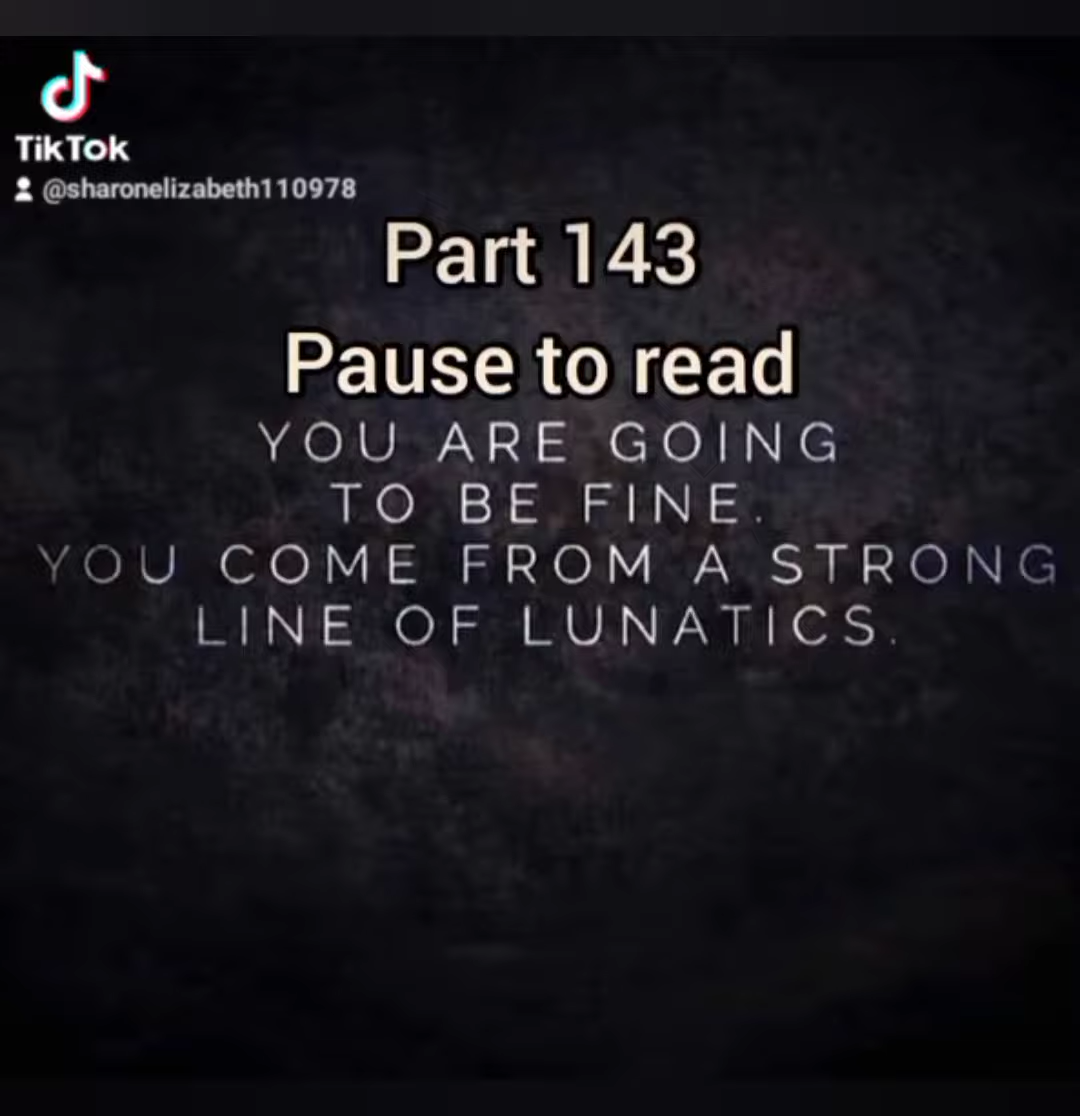 TikTok
@sharonelizabeth110978
Part 143
Pause to read
YOU ARE GOING
TO BE FINE.
YOU COME FROM A STRONG
LINE OF LUNATICS.